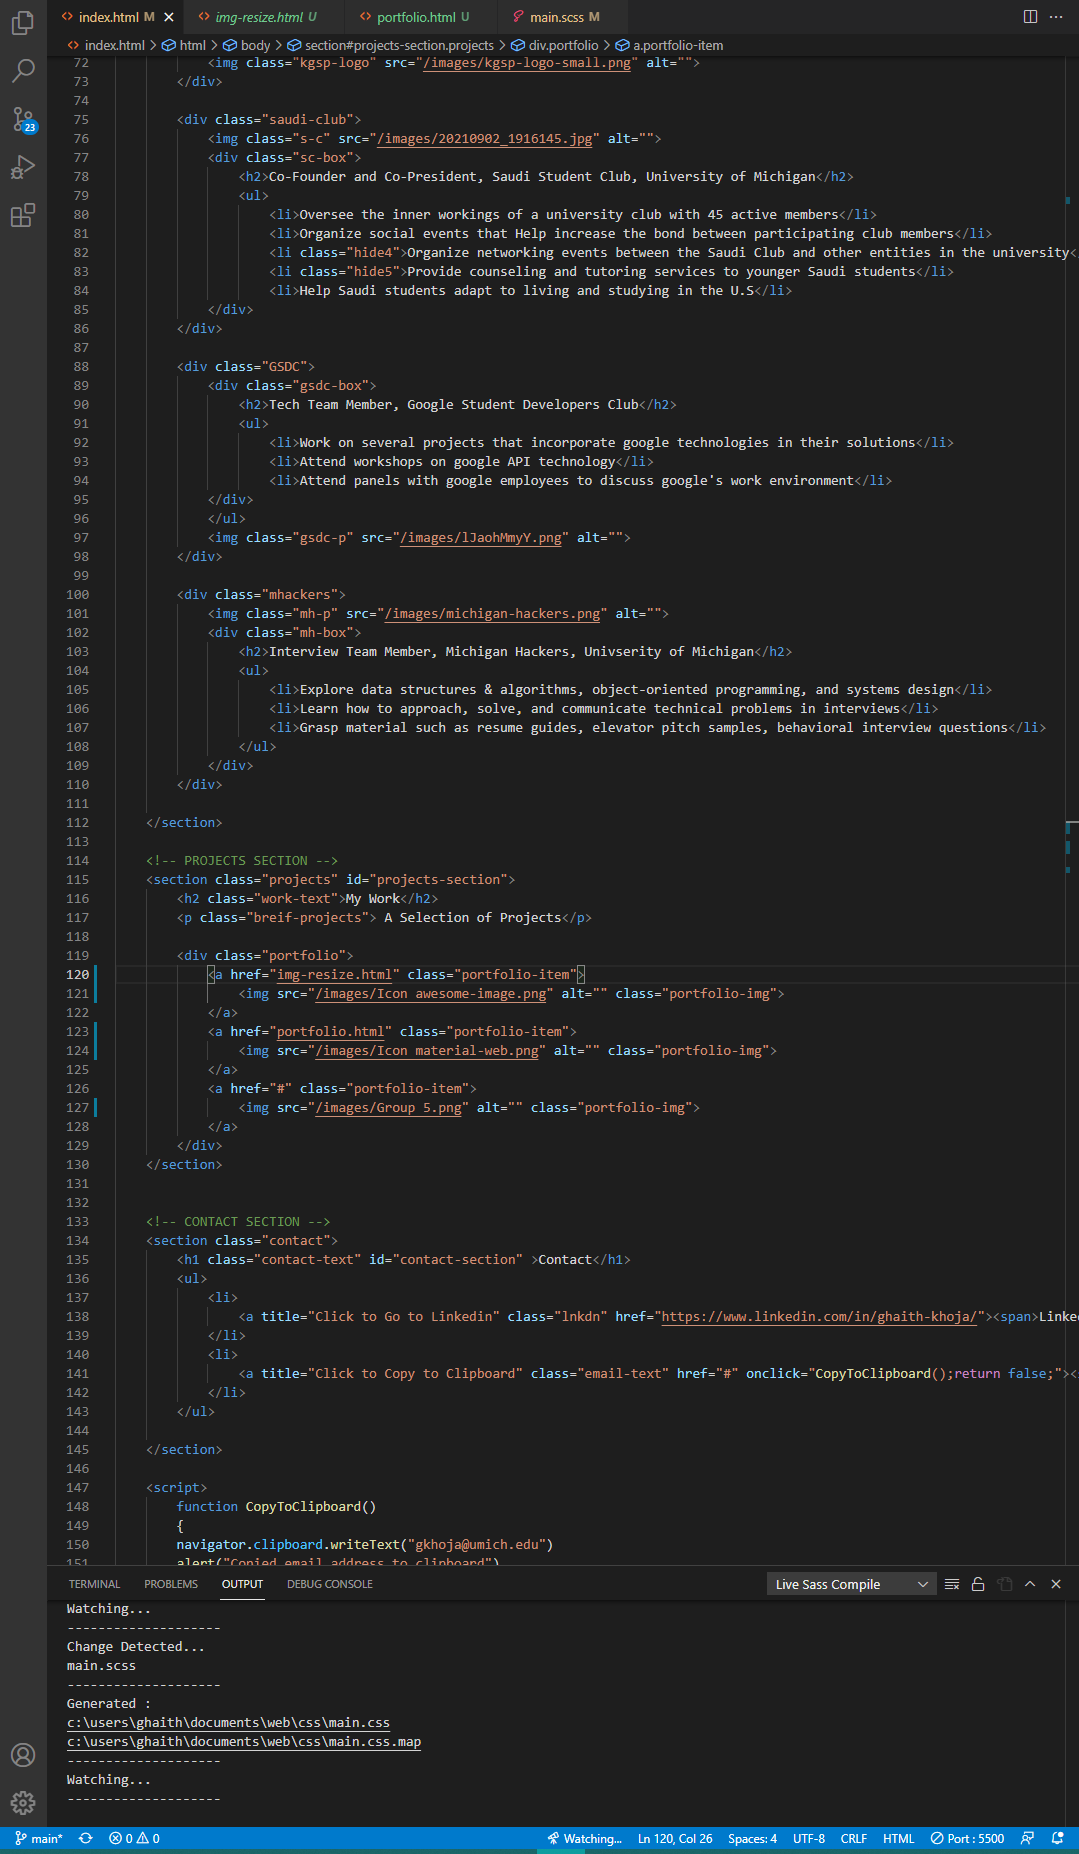 index.html M ×
img-resize.html U
portfolio.html U
main.scss M
index.html > html > body > section#projects-section.projects > div.portfolio > a.portfolio-item
72 <img class="kgsp-logo" src="/images/kgsp-logo-small.png" alt="">
73 </div>
74
75 <div class="saudi-club">
76 <img class="s-c" src="/images/20210902_1916145.jpg" alt="">
77 <div class="sc-box">
78 <h2>Co-Founder and Co-President, Saudi Student Club, University of Michigan</h2>
79 <ul>
80 <li>Oversee the inner workings of a university club with 45 active members</li>
81 <li>Organize social events that Help increase the bond between participating club members</li>
82 <li class="hide4">Organize networking events between the Saudi Club and other entities in the university<
83 <li class="hide5">Provide counseling and tutoring services to younger Saudi students</li>
84 <li>Help Saudi students adapt to living and studying in the U.S</li>
85 </div>
86 </div>
87
88 <div class="GSDC">
89 <div class="gsdc-box">
90 <h2>Tech Team Member, Google Student Developers Club</h2>
91 <ul>
92 <li>Work on several projects that incorporate google technologies in their solutions</li>
93 <li>Attend workshops on google API technology</li>
94 <li>Attend panels with google employees to discuss google's work environment</li>
95 </div>
96 </ul>
97 <img class="gsdc-p" src="/images/lJaohMmyY.png" alt="">
98 </div>
99
100 <div class="mhackers">
101 <img class="mh-p" src="/images/michigan-hackers.png" alt="">
102 <div class="mh-box">
103 <h2>Interview Team Member, Michigan Hackers, Univserity of Michigan</h2>
104 <ul>
105 <li>Explore data structures & algorithms, object-oriented programming, and systems design</li>
106 <li>Learn how to approach, solve, and communicate technical problems in interviews</li>
107 <li>Grasp material such as resume guides, elevator pitch samples, behavioral interview questions</li>
108 </ul>
109 </div>
110 </div>
111
112 </section>
113
114 <!-- PROJECTS SECTION -->
115 <section class="projects" id="projects-section">
116 <h2 class="work-text">My Work</h2>
117 <p class="breif-projects"> A Selection of Projects</p>
118
119 <div class="portfolio">
120 <a href="img-resize.html" class="portfolio-item">
121 <img src="/images/Icon awesome-image.png" alt="" class="portfolio-img">
122 </a>
123 <a href="portfolio.html" class="portfolio-item">
124 <img src="/images/Icon material-web.png" alt="" class="portfolio-img">
125 </a>
126 <a href="#" class="portfolio-item">
127 <img src="/images/Group 5.png" alt="" class="portfolio-img">
128 </a>
129 </div>
130 </section>
131
132
133 <!-- CONTACT SECTION -->
134 <section class="contact">
135 <h1 class="contact-text" id="contact-section" >Contact</h1>
136 <ul>
137 <li>
138 <a title="Click to Go to Linkedin" class="lnkdn" href="https://www.linkedin.com/in/ghaith-khoja/"><span>Linke
139 </li>
140 <li>
141 <a title="Click to Copy to Clipboard" class="email-text" href="#" onclick="CopyToClipboard();return false;"><
142 </li>
143 </ul>
144
145 </section>
146
147 <script>
148 function CopyToClipboard()
149 {
150 navigator.clipboard.writeText("gkhoja@umich.edu")
151 alert("Copied email address to clipboard")
TERMINAL PROBLEMS OUTPUT DEBUG CONSOLE Live Sass Compile
Watching...
--------------------
Change Detected...
main.scss
--------------------
Generated :
c:\users\ghaith\documents\web\css\main.css
c:\users\ghaith\documents\web\css\main.css.map
--------------------
Watching...
--------------------
23
main* 0 0 Watching... Ln 120, Col 26 Spaces: 4 UTF-8 CRLF HTML Port : 5500